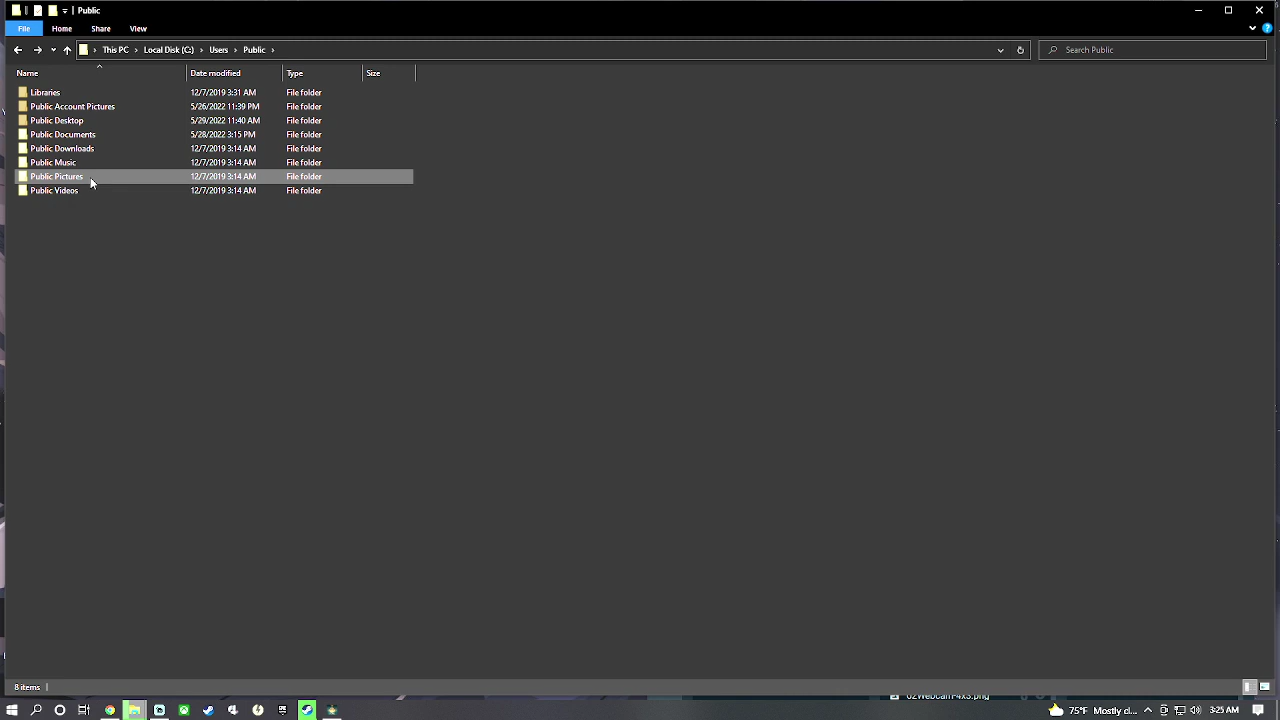 Public
File Home Share View
This PC Local Disk (C:) Users Public
Search Public
Name Date modified Type Size
Libraries 12/7/2019 3:31 AM File folder
Public Account Pictures 5/26/2022 11:39 PM File folder
Public Desktop 5/29/2022 11:40 AM File folder
Public Documents 5/28/2022 3:15 PM File folder
Public Downloads 12/7/2019 3:14 AM File folder
Public Music 12/7/2019 3:14 AM File folder
Public Pictures 12/7/2019 3:14 AM File folder
Public Videos 12/7/2019 3:14 AM File folder
8 items
75°F Mostly cl... 3:25 AM